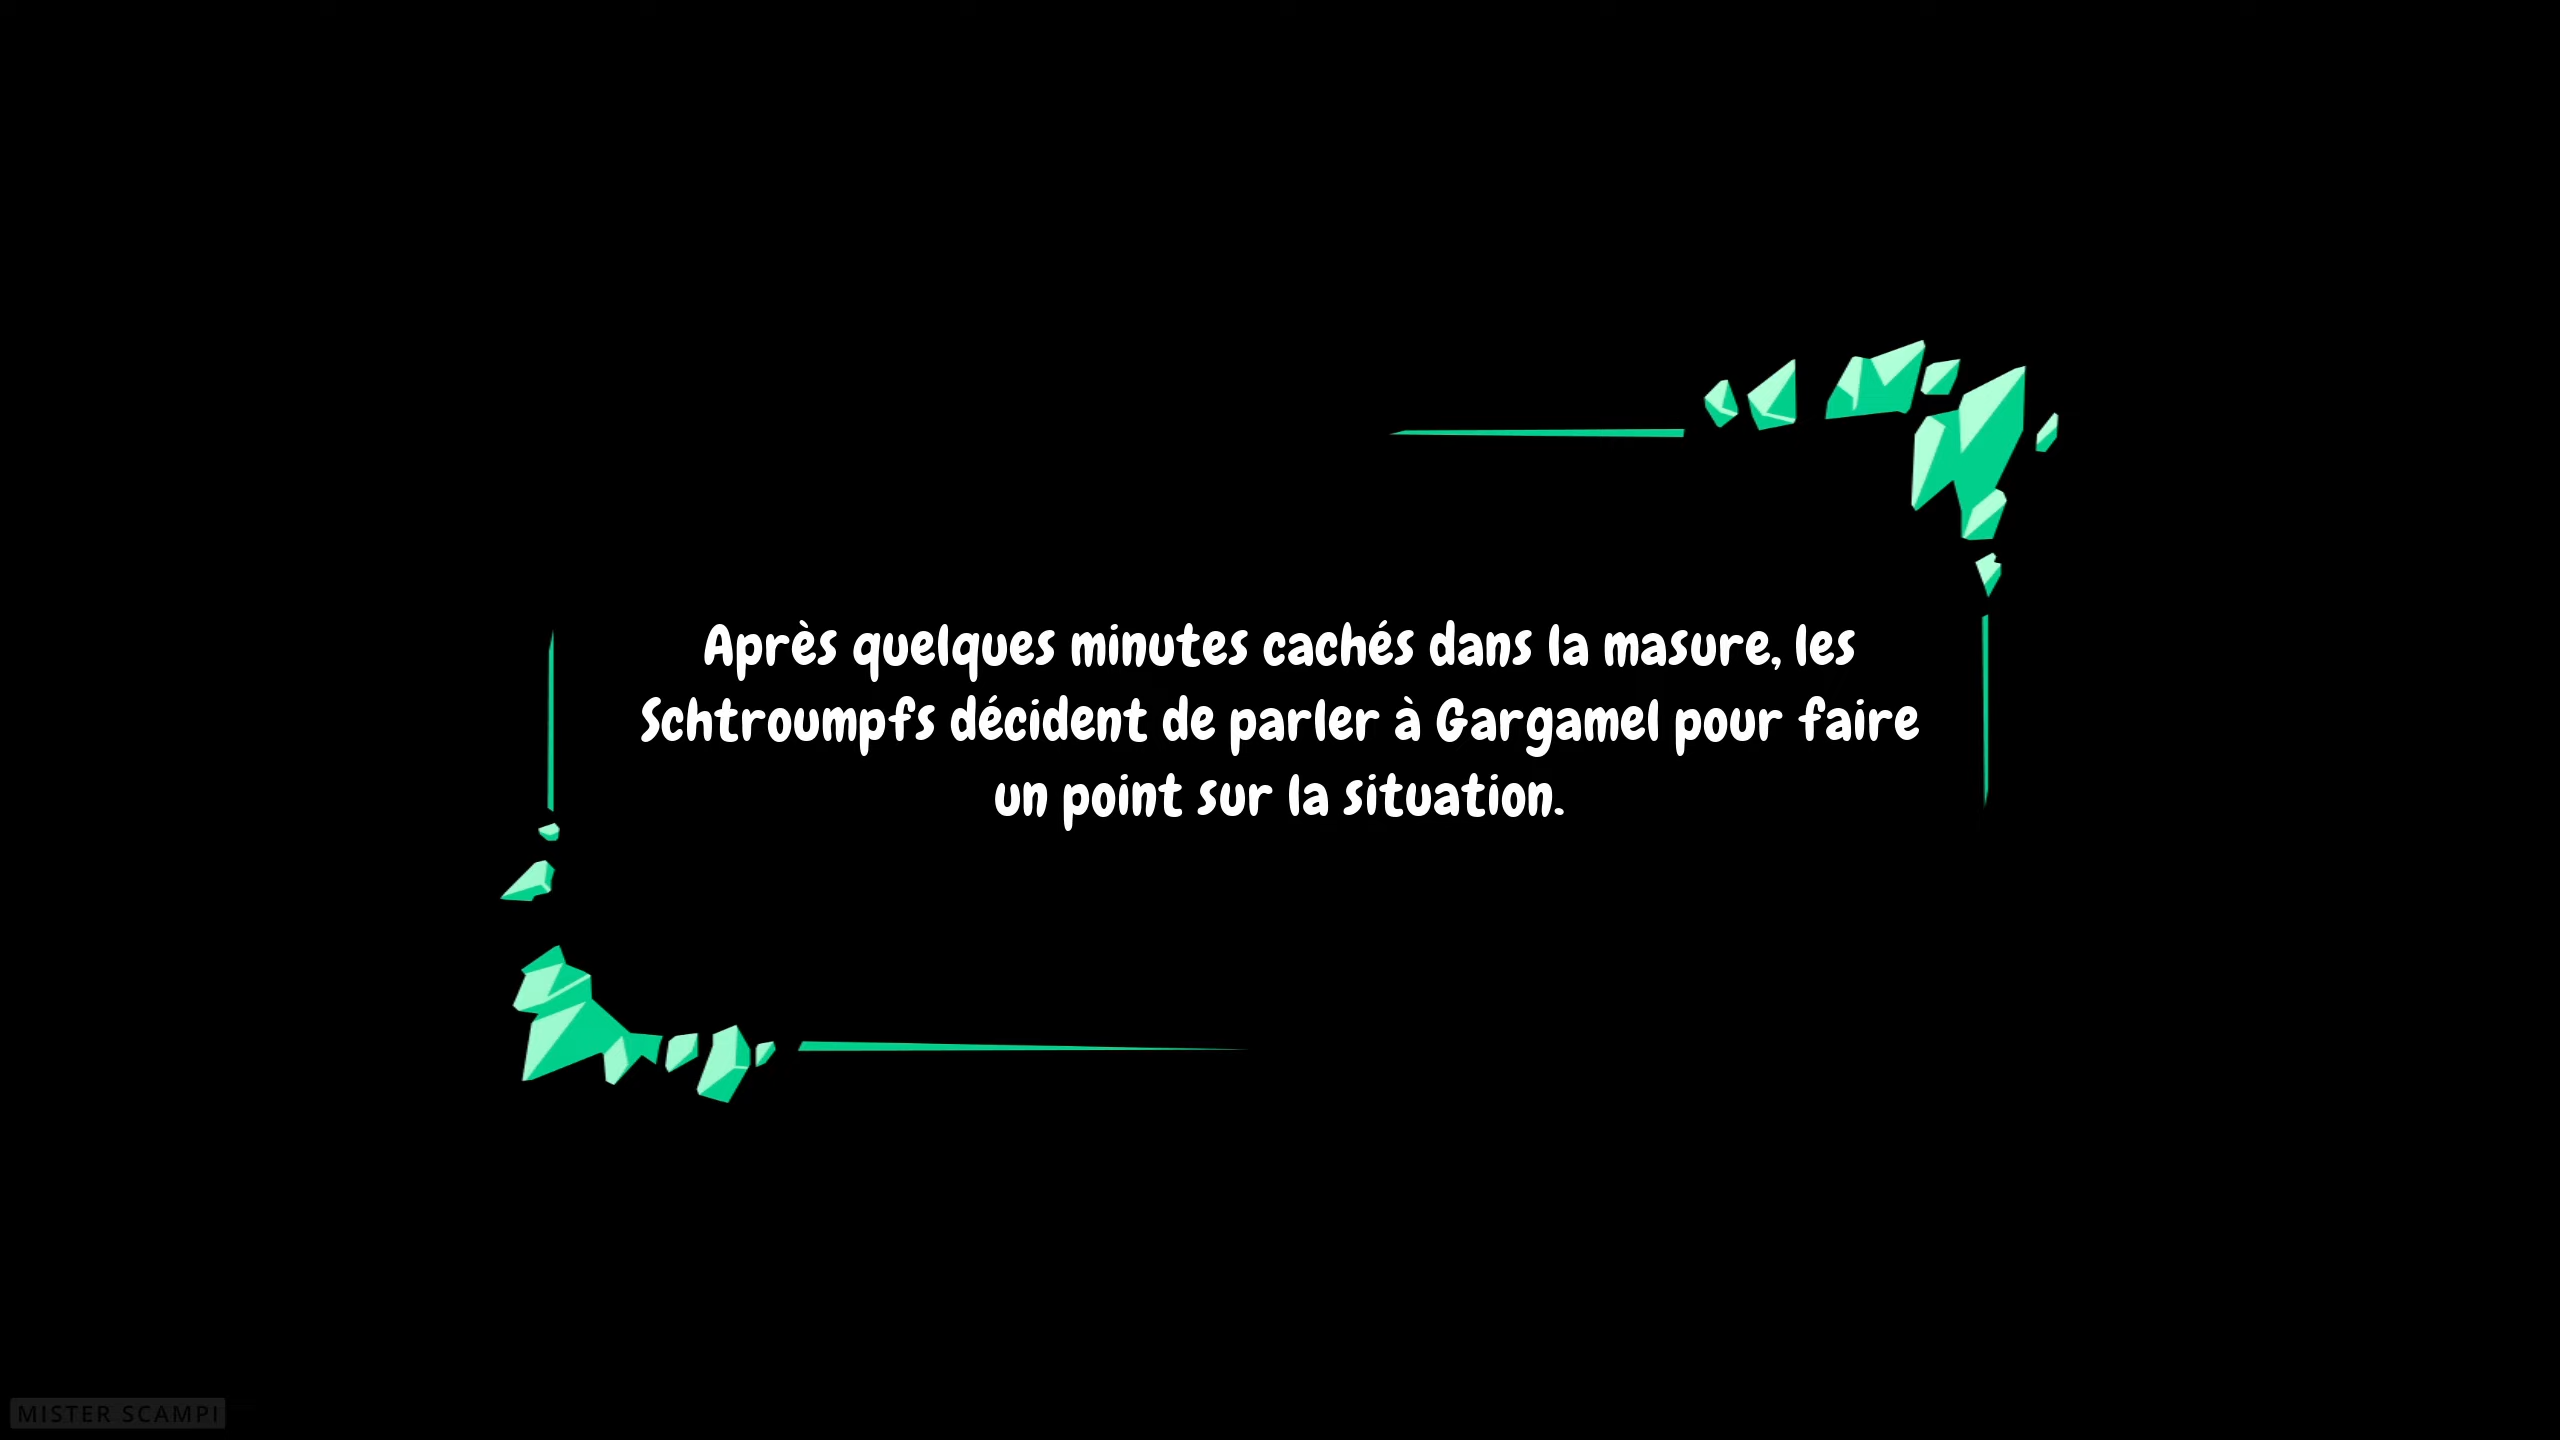 Après quelques minutes cachés dans la masure, les
Schtroumpfs décident de parler à Gargamel pour faire
un point sur la situation.
MISTER SCAMPI